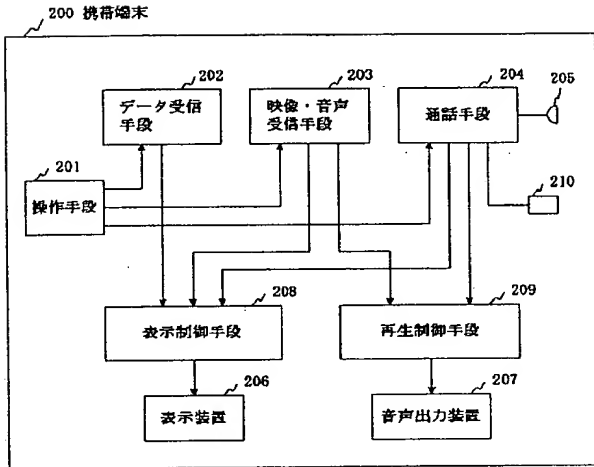 200 携帯端末
202
データ受信
手段
203
映像・音声
受信手段
204
通話手段
205
201
操作手段
210
208
表示制御手段
209
再生制御手段
206
表示装置
207
音声出力装置